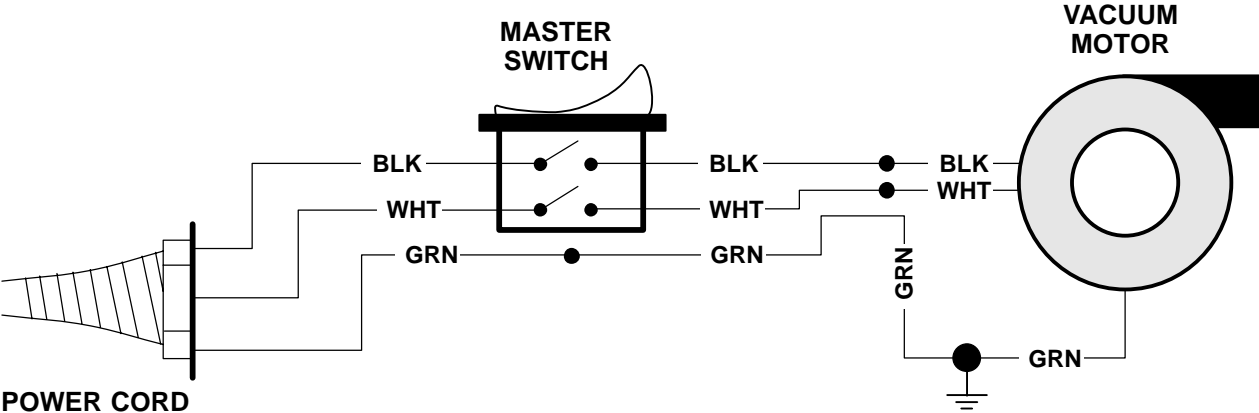 VACUUM
MOTOR
MASTER
SWITCH
BLK
BLK
BLK
WHT
WHT
WHT
GRN
GRN
GRN
GRN
POWER CORD